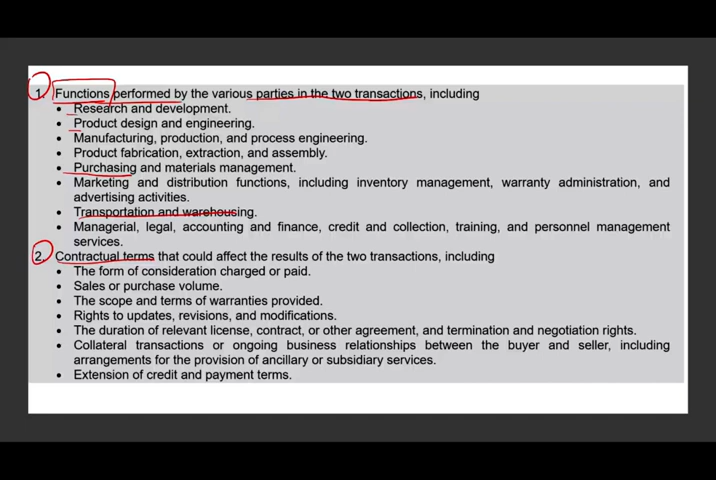 1. Functions performed by the various parties in the two transactions, including
• Research and development.
• Product design and engineering.
• Manufacturing, production, and process engineering.
• Product fabrication, extraction, and assembly.
• Purchasing and materials management.
• Marketing and distribution functions, including inventory management, warranty administration, and
advertising activities.
• Transportation and warehousing.
• Managerial, legal, accounting and finance, credit and collection, training, and personnel management
services.
2. Contractual terms that could affect the results of the two transactions, including
• The form of consideration charged or paid.
• Sales or purchase volume.
• The scope and terms of warranties provided.
• Rights to updates, revisions, and modifications.
• The duration of relevant license, contract, or other agreement, and termination and negotiation rights.
• Collateral transactions or ongoing business relationships between the buyer and seller, including
arrangements for the provision of ancillary or subsidiary services.
• Extension of credit and payment terms.